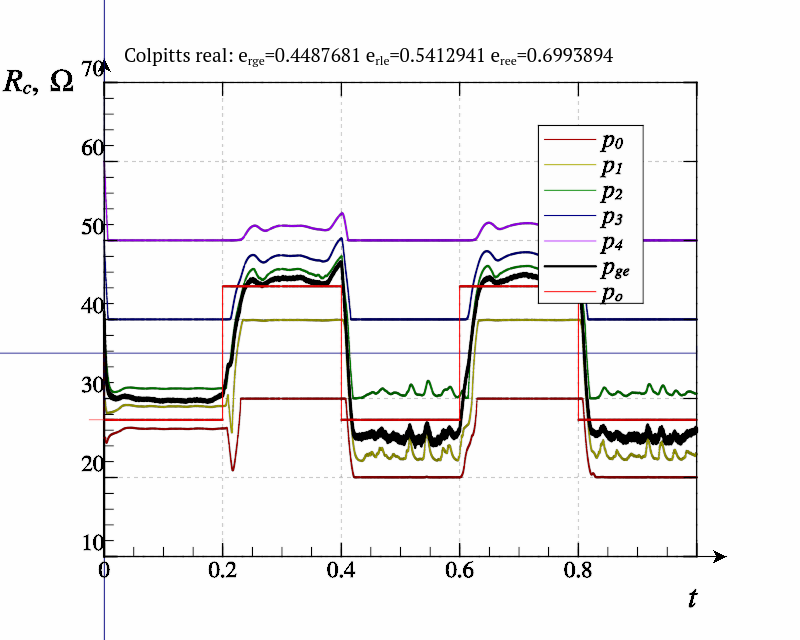 Colpitts real: e_rge=0.4487681 e_rle=0.5412941 e_ree=0.6993894
70
R_c, Ω
60
50
40
30
20
10
p_0
p_1
p_2
p_3
p_4
p_ge
p_o
0 0.2 0.4 0.6 0.8
t